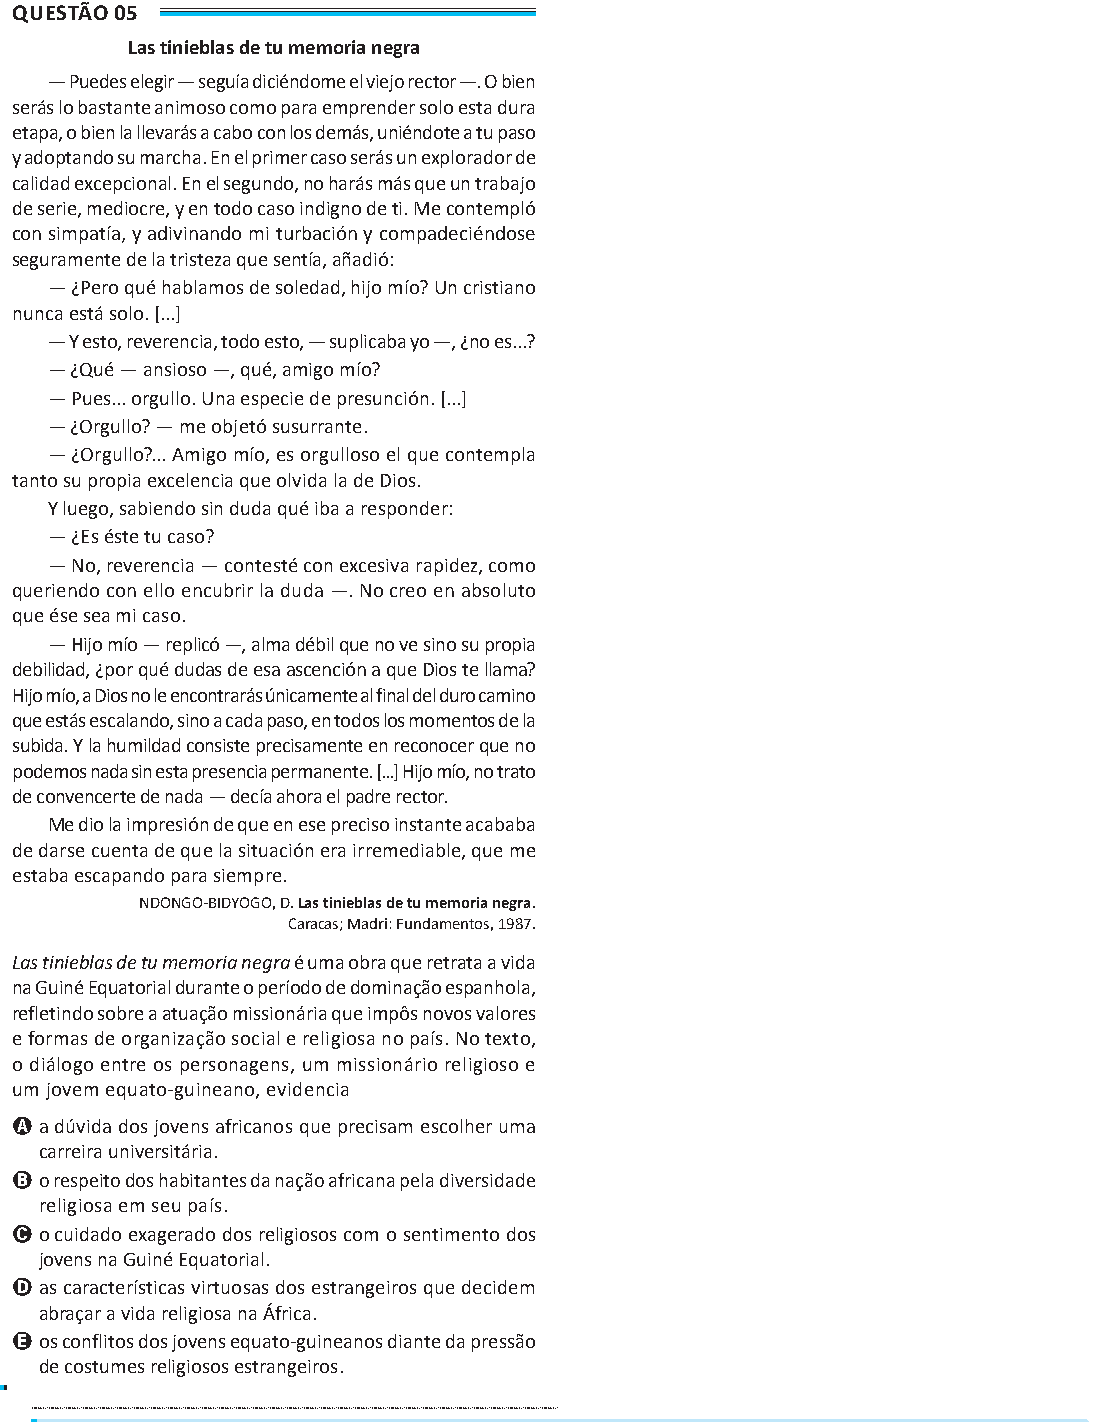 QUESTÃO 05
Las tinieblas de tu memoria negra
— Puedes elegir — seguía diciéndome el viejo rector —. O bien
serás lo bastante animoso como para emprender solo esta dura
etapa, o bien la llevarás a cabo con los demás, uniéndote a tu paso
y adoptando su marcha. En el primer caso serás un explorador de
calidad excepcional. En el segundo, no harás más que un trabajo
de serie, mediocre, y en todo caso indigno de ti. Me contempló
con simpatía, y adivinando mi turbación y compadeciéndose
seguramente de la tristeza que sentía, añadió:
— ¿Pero qué hablamos de soledad, hijo mío? Un cristiano
nunca está solo. [...]
— Y esto, reverencia, todo esto, — suplicaba yo —, ¿no es...?
— ¿Qué — ansioso —, qué, amigo mío?
— Pues... orgullo. Una especie de presunción. [...]
— ¿Orgullo? — me objetó susurrante.
— ¿Orgullo?... Amigo mío, es orgulloso el que contempla
tanto su propia excelencia que olvida la de Dios.
Y luego, sabiendo sin duda qué iba a responder:
— ¿Es éste tu caso?
— No, reverencia — contesté con excesiva rapidez, como
queriendo con ello encubrir la duda —. No creo en absoluto
que ése sea mi caso.
— Hijo mío — replicó —, alma débil que no ve sino su propia
debilidad, ¿por qué dudas de esa ascención a que Dios te llama?
Hijo mío, a Dios no le encontrarás únicamente al final del duro camino
que estás escalando, sino a cada paso, en todos los momentos de la
subida. Y la humildad consiste precisamente en reconocer que no
podemos nada sin esta presencia permanente. [...] Hijo mío, no trato
de convencerte de nada — decía ahora el padre rector.
Me dio la impresión de que en ese preciso instante acababa
de darse cuenta de que la situación era irremediable, que me
estaba escapando para siempre.
NDONGO-BIDYOGO, D. Las tinieblas de tu memoria negra.
Caracas; Madri: Fundamentos, 1987.
Las tinieblas de tu memoria negra é uma obra que retrata a vida
na Guiné Equatorial durante o período de dominação espanhola,
refletindo sobre a atuação missionária que impôs novos valores
e formas de organização social e religiosa no país. No texto,
o diálogo entre os personagens, um missionário religioso e
um jovem equato-guineano, evidencia
A a dúvida dos jovens africanos que precisam escolher uma
carreira universitária.
B o respeito dos habitantes da nação africana pela diversidade
religiosa em seu país.
C o cuidado exagerado dos religiosos com o sentimento dos
jovens na Guiné Equatorial.
D as características virtuosas dos estrangeiros que decidem
abraçar a vida religiosa na África.
E os conflitos dos jovens equato-guineanos diante da pressão
de costumes religiosos estrangeiros.